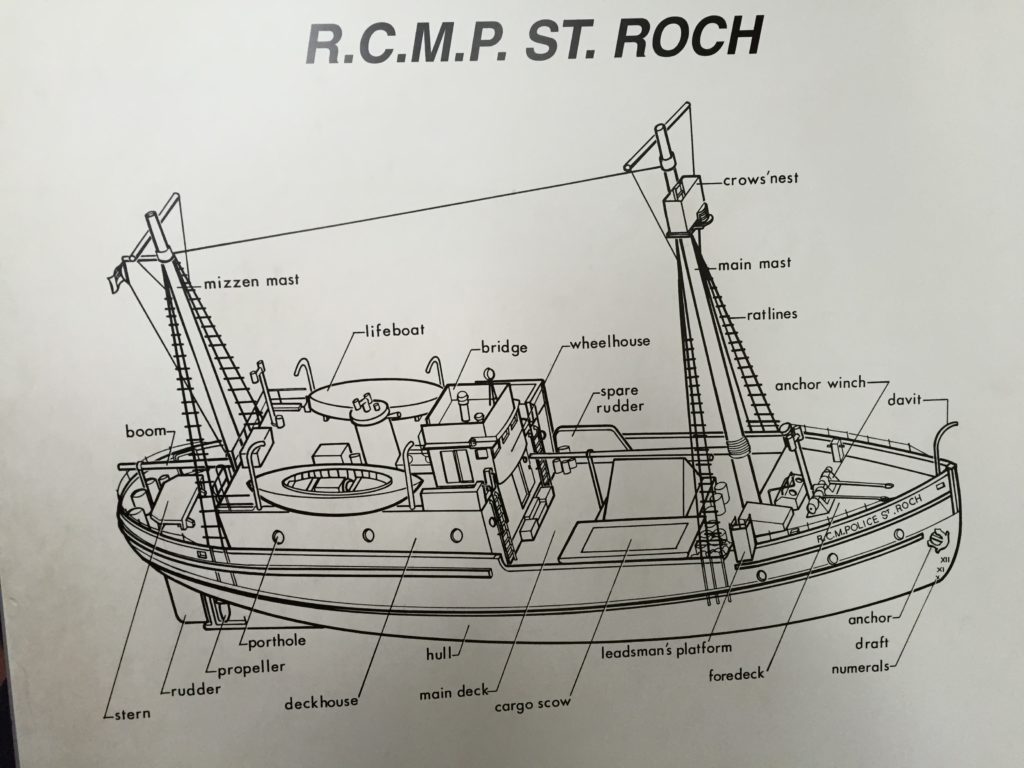 R.C.M.P. ST. ROCH
crows'nest
main mast
mizzen mast
ratlines
lifeboat
bridge
wheelhouse
anchor winch
spare
rudder
davit
boom
R.C.M.POLICE ST. ROCH
XII
XI
anchor
porthole
hull
leadsman's platform
draft
numerals
propeller
foredeck
rudder
main deck
deckhouse
cargo scow
stern